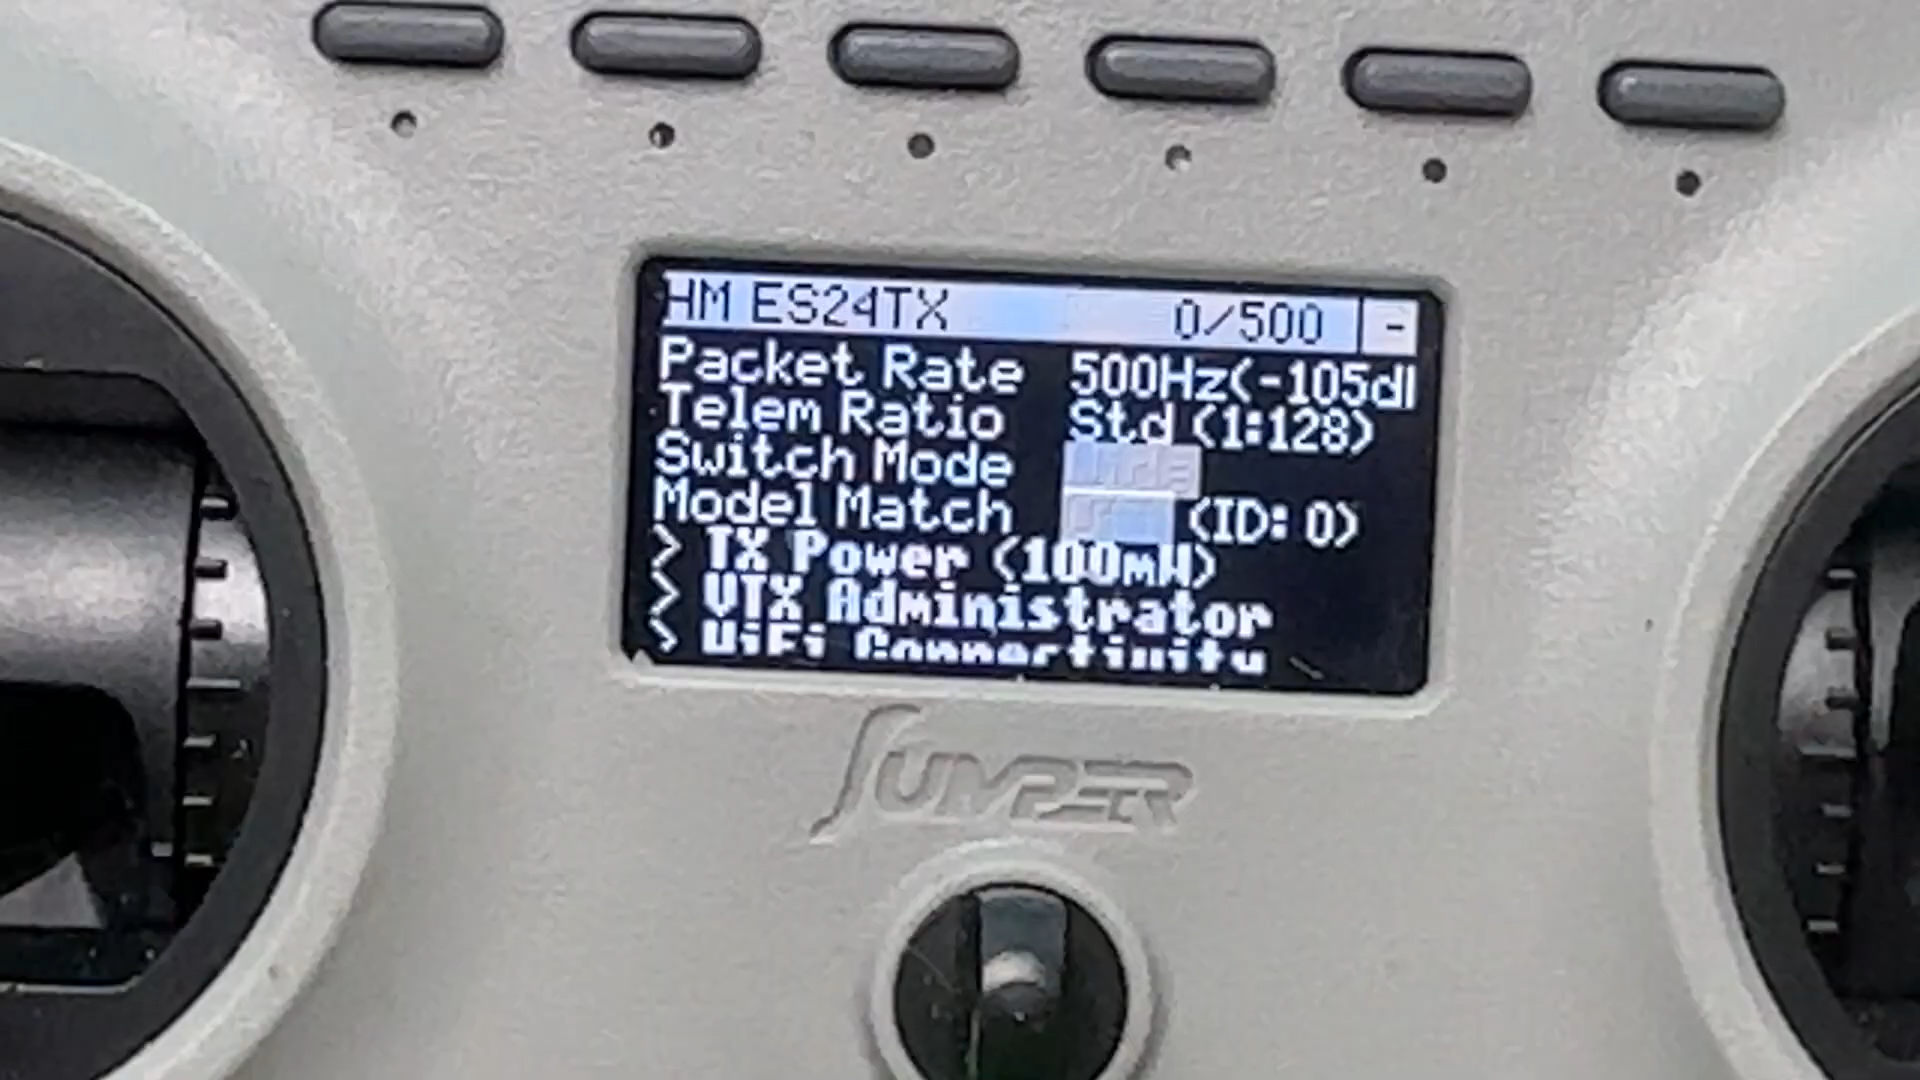 HM ES24TX 0/500 -
Packet Rate 500Hz(-105d
Telem Ratio Std (1:128)
Switch Mode
Model Match (ID: 0)
> TX Power (100mW)
> VTX Administrator
> WiFi Connectivity
JUMPER